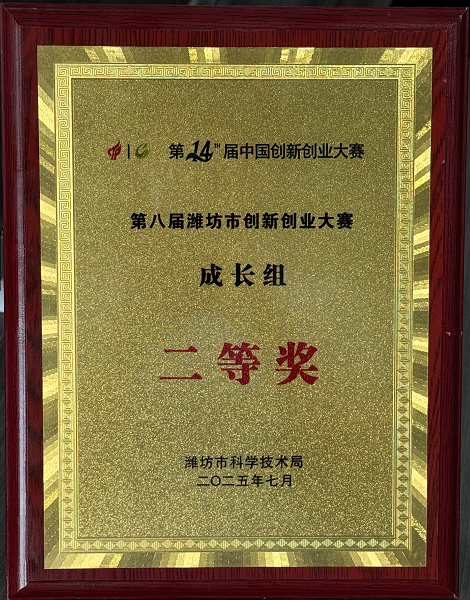 第14TH届中国创新创业大赛
第八届潍坊市创新创业大赛
成长组
二等奖
潍坊市科学技术局
二〇二五年七月